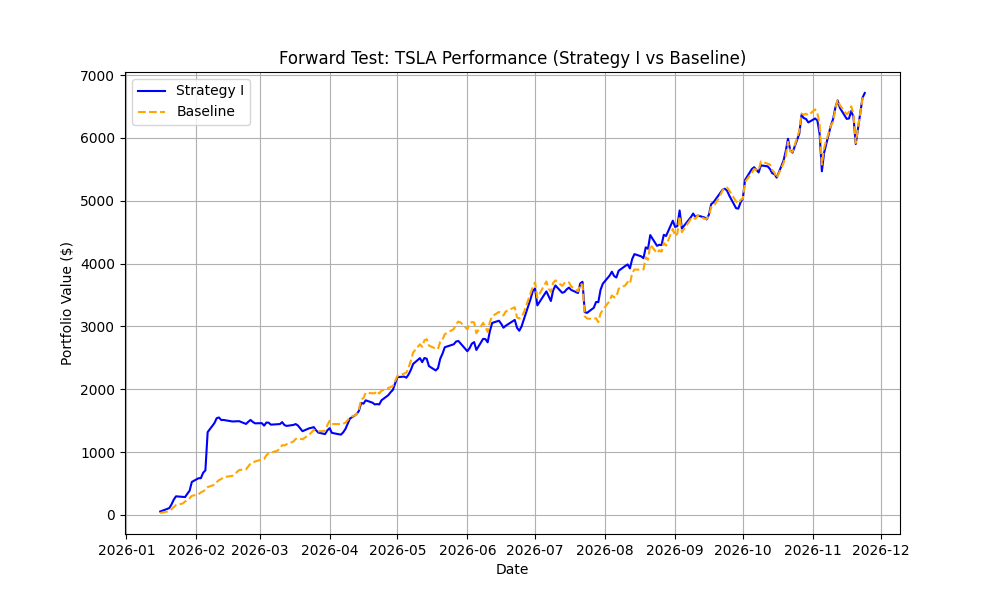 Forward Test: TSLA Performance (Strategy I vs Baseline)
Strategy I
Baseline
Portfolio Value ($)
7000
6000
5000
4000
3000
2000
1000
0
2026-01 2026-02 2026-03 2026-04 2026-05 2026-06 2026-07 2026-08 2026-09 2026-10 2026-11 2026-12
Date